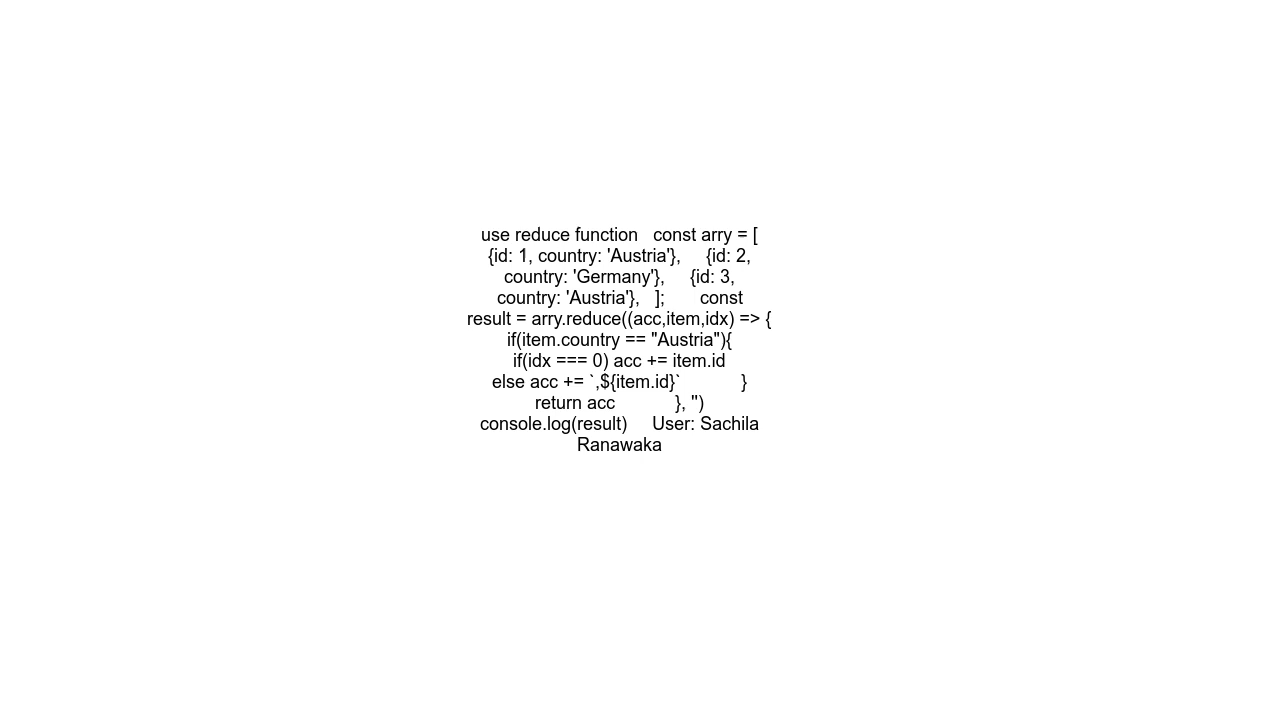 use reduce function   const arry = [
{id: 1, country: 'Austria'},     {id: 2,
country: 'Germany'},     {id: 3,
country: 'Austria'},   ];       const
result = arry.reduce((acc,item,idx) => {
if(item.country == "Austria"){
if(idx === 0) acc += item.id
else acc += `,${item.id}`            }
return acc            }, '')
console.log(result)     User: Sachila
Ranawaka